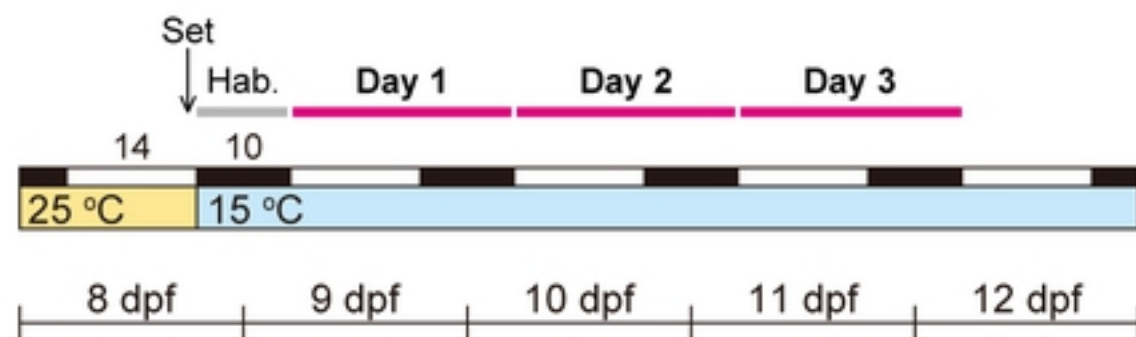 Set
Hab. Day 1 Day 2 Day 3
14 10
25 °C 15 °C
8 dpf 9 dpf 10 dpf 11 dpf 12 dpf